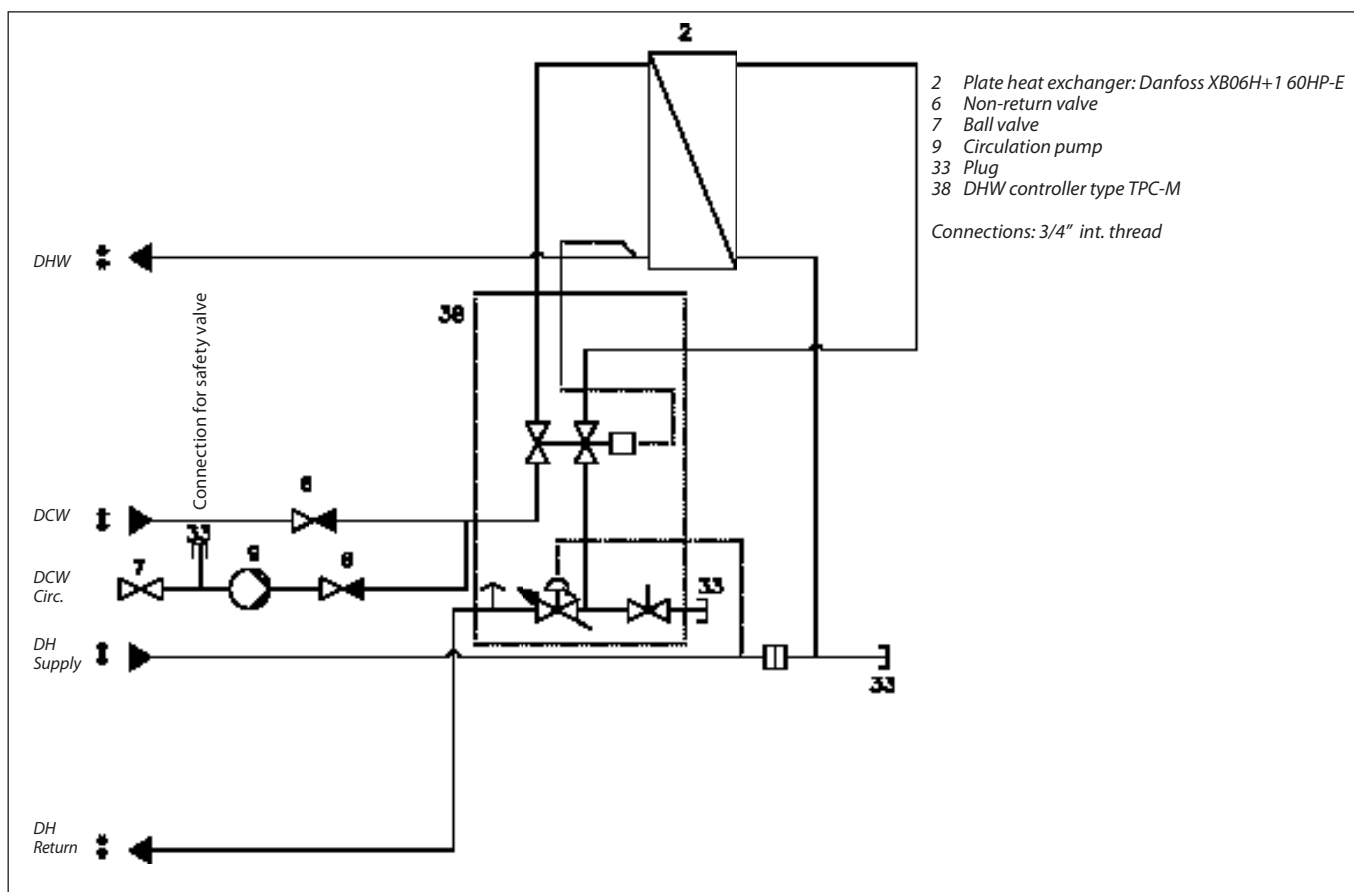 2
2 Plate heat exchanger: Danfoss XB06H+1 60HP-E
6 Non-return valve
7 Ball valve
9 Circulation pump
33 Plug
38 DHW controller type TPC-M
Connections: 3/4" int. thread
DHW
38
Connection for safety valve
6
DCW
33
9
7
6
DCW
Circ.
33
DH
Supply
33
DH
Return